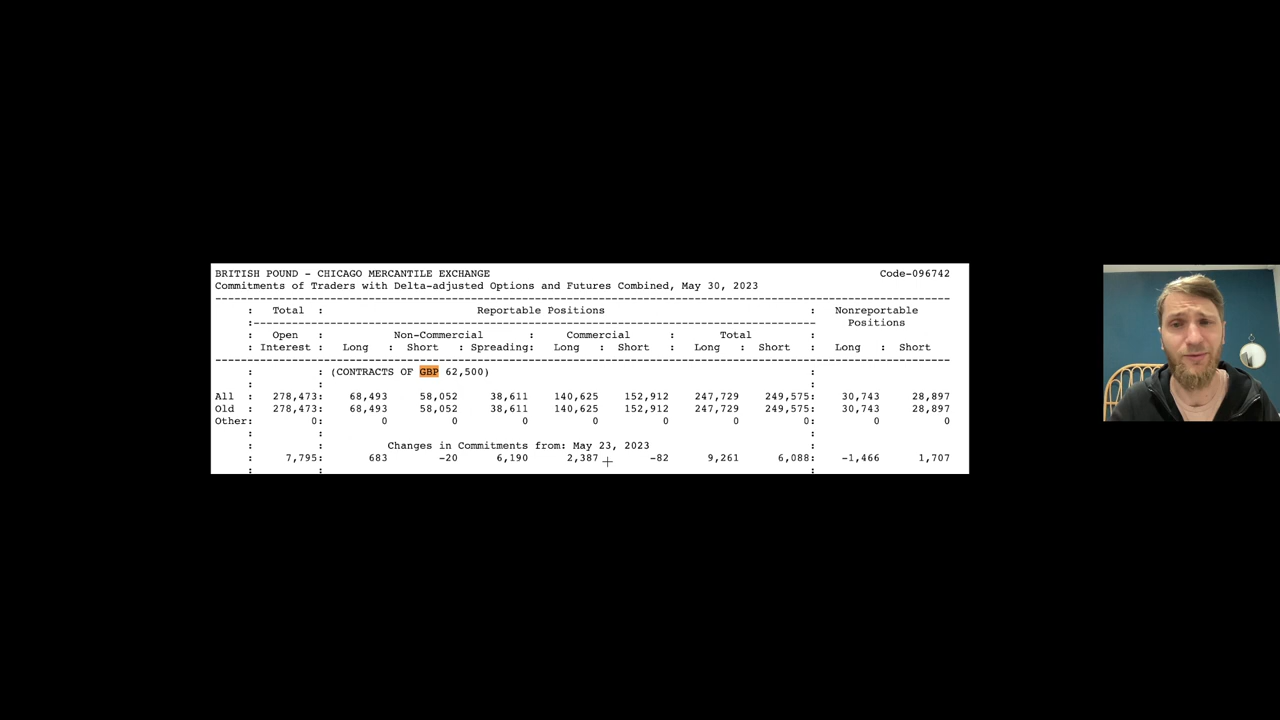 BRITISH POUND - CHICAGO MERCANTILE EXCHANGE Code-096742
Commitments of Traders with Delta-adjusted Options and Futures Combined, May 30, 2023
: Total : Reportable Positions : Nonreportable
Positions
: Open : Non-Commercial : Commercial : Total :
: Interest : Long : Short : Spreading: Long : Short : Long : Short : Long : Short
: : (CONTRACTS OF GBP 62,500) :
: : :
All : 278,473: 68,493 58,052 38,611 140,625 152,912 247,729 249,575: 30,743 28,897
Old : 278,473: 68,493 58,052 38,611 140,625 152,912 247,729 249,575: 30,743 28,897
Other: 0: 0 0 0 0 0 0 0: 0 0
: : :
: : Changes in Commitments from: May 23, 2023 :
7,795: 683 -20 6,190 2,387 -82 9,261 6,088: -1,466 1,707